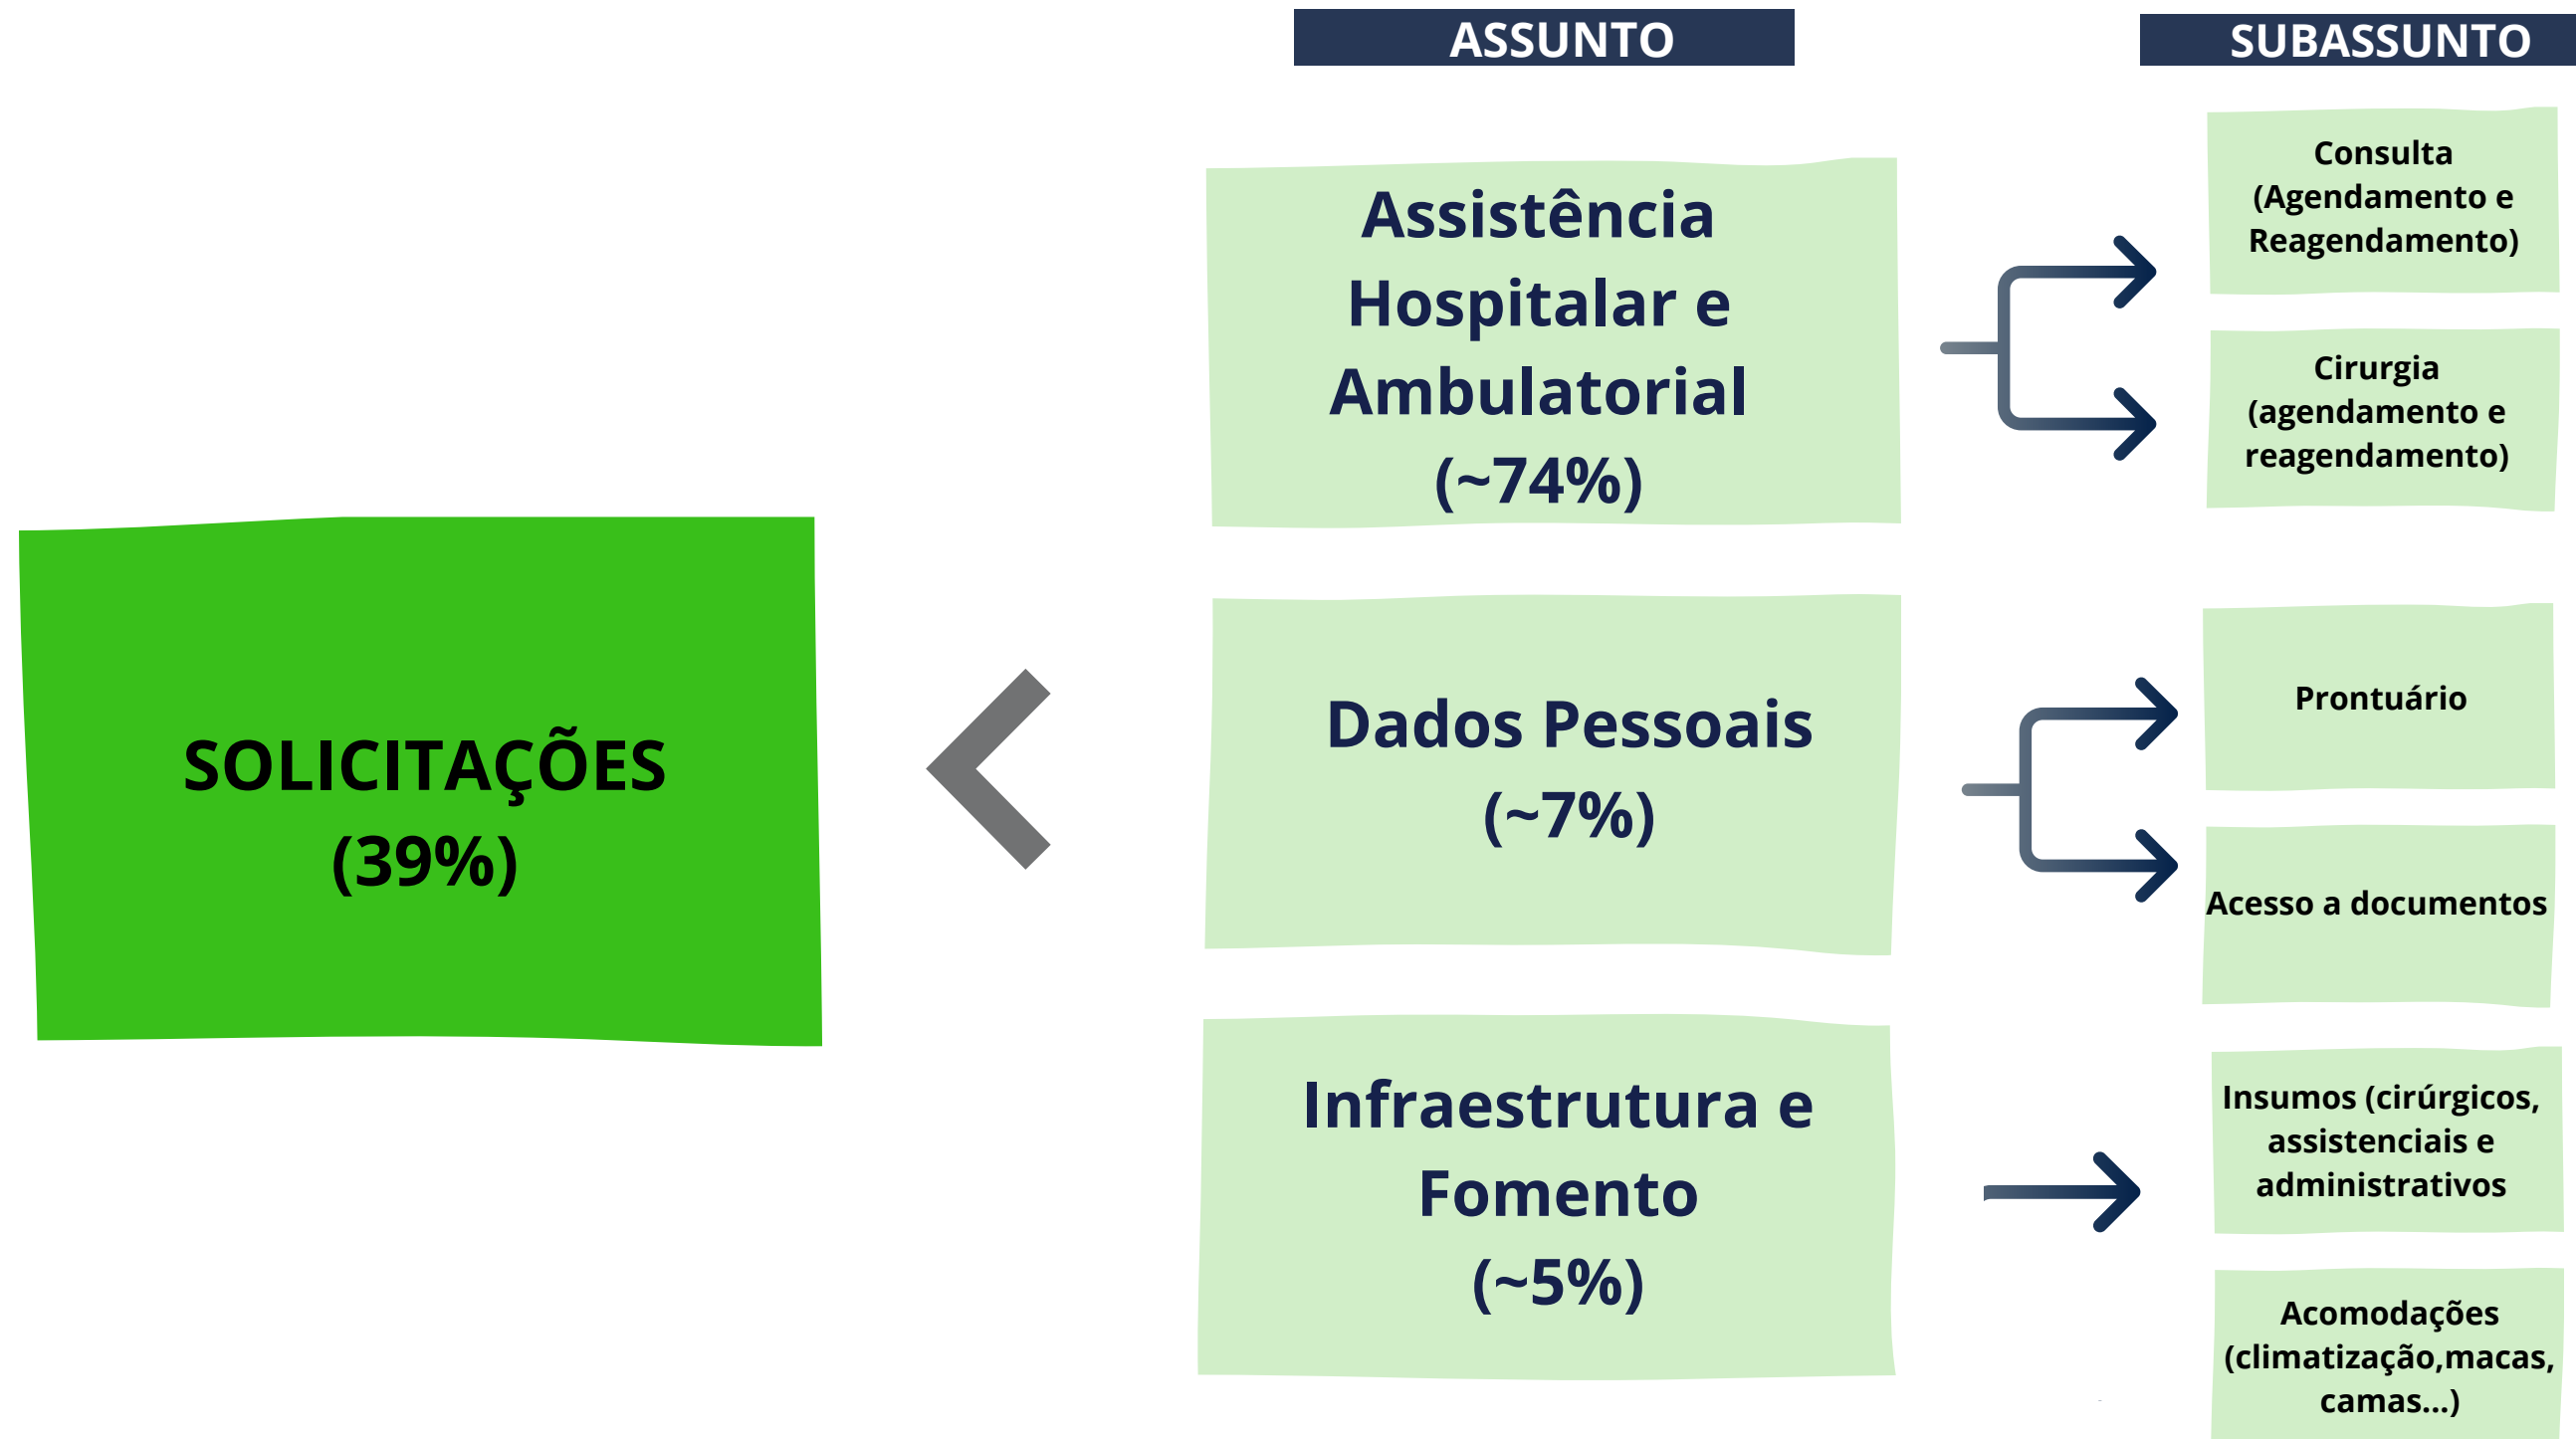 ASSUNTO
SUBASSUNTO
SOLICITAÇÕES
(39%)
Assistência
Hospitalar e
Ambulatorial
(~74%)
Consulta
(Agendamento e
Reagendamento)
Cirurgia
(agendamento e
reagendamento)
Dados Pessoais
(~7%)
Prontuário
Acesso a documentos
Infraestrutura e
Fomento
(~5%)
Insumos (cirúrgicos,
assistenciais e
administrativos
Acomodações
(climatização,macas,
camas...)